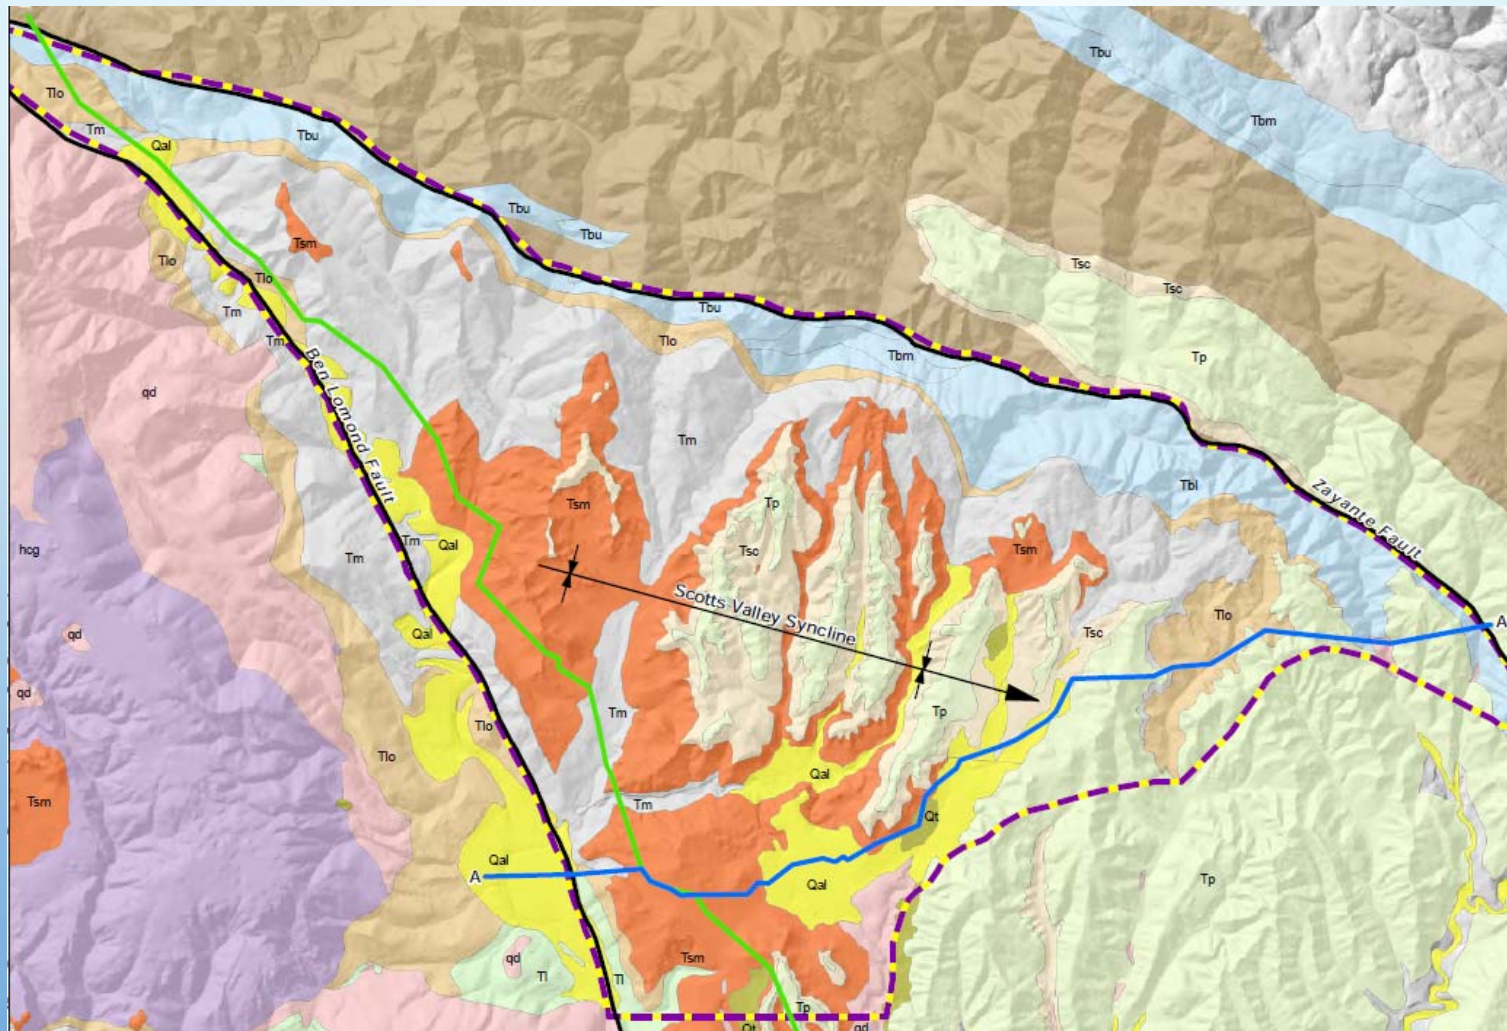 Tbu
Tlo
Tbm
Tm
Tbu
Qal
Tbu
Tbu
Tsm
Tlo
Tsc
Tlo
Tsc
Tm
Tbu
Tm
Tlo
Tbm
Tp
Ben Lomond Fault
qd
Tm
Tbl
Zayante Fault
Tsm
Tp
hcg
Tm
Tm
Qal
Tsc
Tsm
Scotts Valley Syncline
Tlo
A
qd
Qal
Tsc
qd
Tm
Tp
Tlo
Tlo
Qal
Tsm
Tm
Qt
Qal
A
Qal
Tp
Tsm
qd
Tl
Tl
Tp
Qt
qd